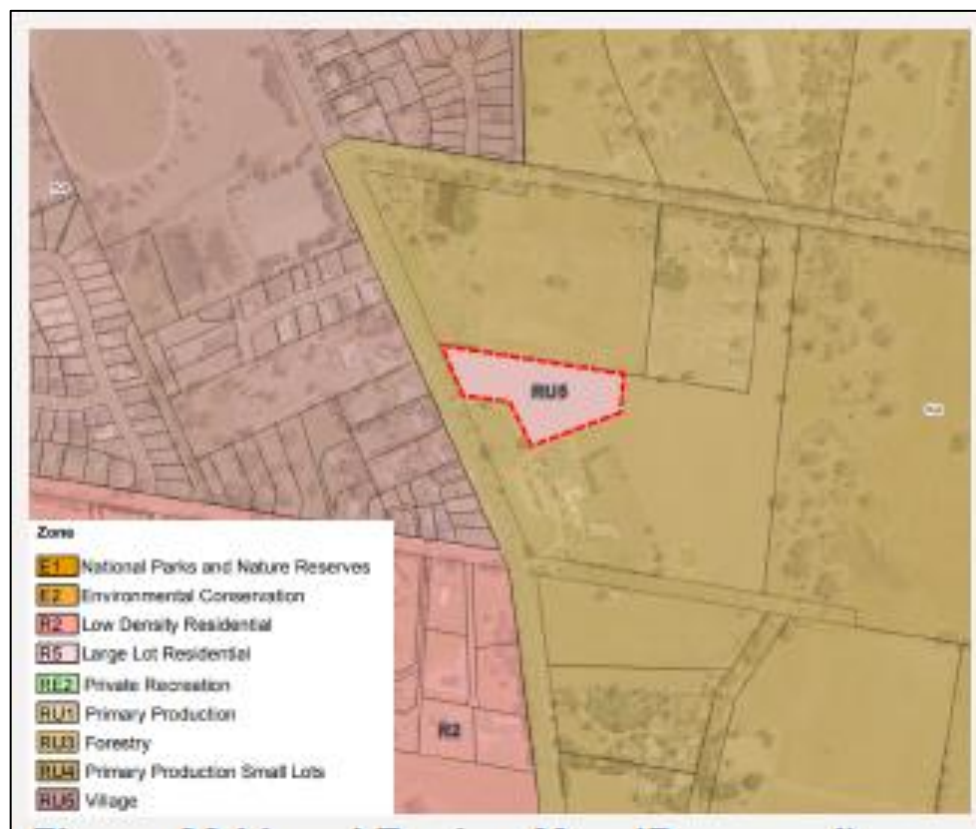 RU5
Zone
E1 National Parks and Nature Reserves
E2 Environmental Conservation
R2 Low Density Residential
R5 Large Lot Residential
RE2 Private Recreation
RU1 Primary Production
RU3 Forestry
RU4 Primary Production Small Lots
RU5 Village
R2